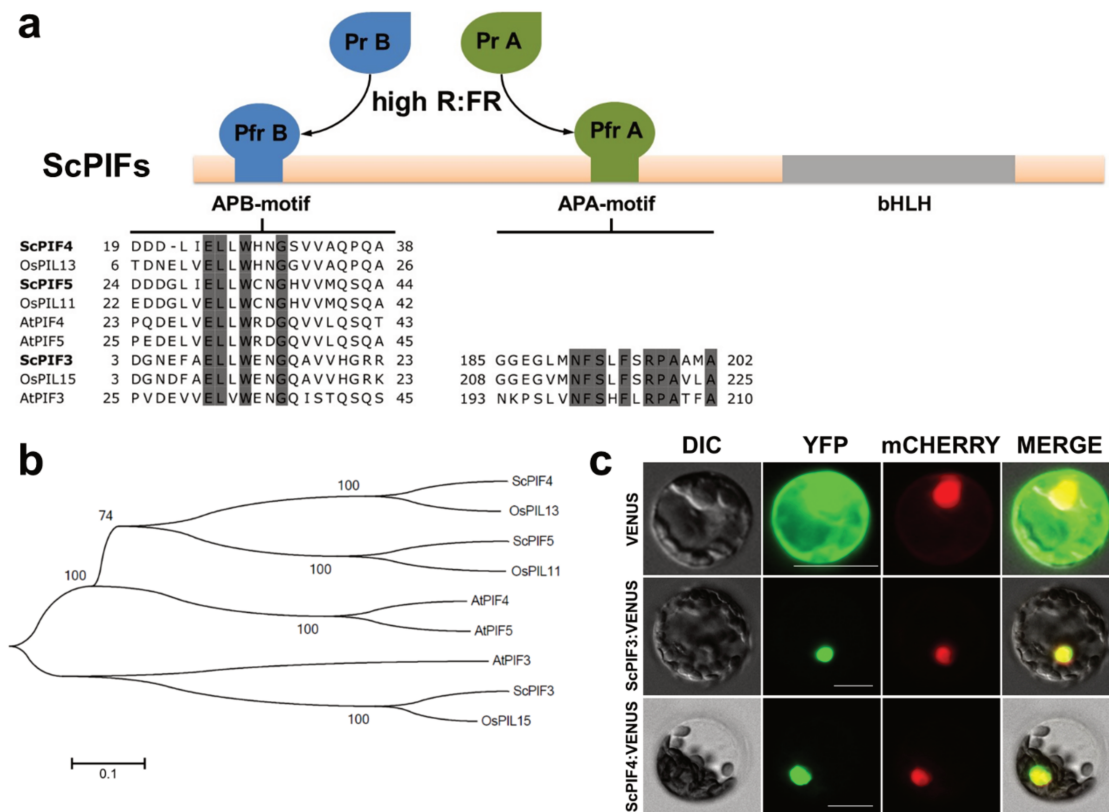 a
Pr B
Pr A
high R:FR
Pfr B
Pfr A
ScPIFs
APB-motif
APA-motif
bHLH
ScPIF4 19 DDD-LIELLWHNGSVVAQPQA 38
OsPIL13 6 TDNELVELLWHNGGVVAQPQA 26
ScPIF5 24 DDDGLIELLWCNGHVVMQSQA 44
OsPIL11 22 EDDGLVELLWCNGHVVMQSQA 42
AtPIF4 23 PQDELVELLWRDGQVVLQSQT 43
AtPIF5 25 PEDELVELLWRDGQVVLQSQA 45
ScPIF3 3 DGNEFAELLWENGQAVVHGRR 23 185 GGEGLMNFSLFSRPAAMA 202
OsPIL15 3 DGNDFAELLWENGQAVVHGRK 23 208 GGEGVMNFSLFSRPAVLA 225
AtPIF3 25 PVDEVVELVWENGQISTQSQS 45 193 NKPSLVNFSHFLRPATFA 210
b
100
74
100
100
100
100
ScPIF4
OsPIL13
ScPIF5
OsPIL11
AtPIF4
AtPIF5
AtPIF3
ScPIF3
OsPIL15
0.1
c
DIC YFP mCHERRY MERGE
VENUS
ScPIF3:VENUS
ScPIF4:VENUS